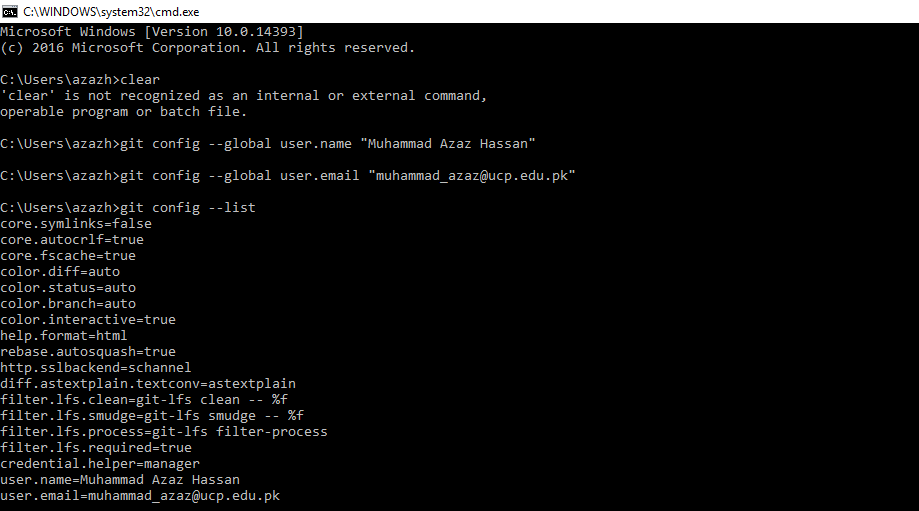 C:\WINDOWS\system32\cmd.exe
Microsoft Windows [Version 10.0.14393]
(c) 2016 Microsoft Corporation. All rights reserved.
C:\Users\azazh>clear
'clear' is not recognized as an internal or external command,
operable program or batch file.
C:\Users\azazh>git config --global user.name "Muhammad Azaz Hassan"
C:\Users\azazh>git config --global user.email "muhammad_azaz@ucp.edu.pk"
C:\Users\azazh>git config --list
core.symlinks=false
core.autocrlf=true
core.fscache=true
color.diff=auto
color.status=auto
color.branch=auto
color.interactive=true
help.format=html
rebase.autosquash=true
http.sslbackend=schannel
diff.astextplain.textconv=astextplain
filter.lfs.clean=git-lfs clean -- %f
filter.lfs.smudge=git-lfs smudge -- %f
filter.lfs.process=git-lfs filter-process
filter.lfs.required=true
credential.helper=manager
user.name=Muhammad Azaz Hassan
user.email=muhammad_azaz@ucp.edu.pk